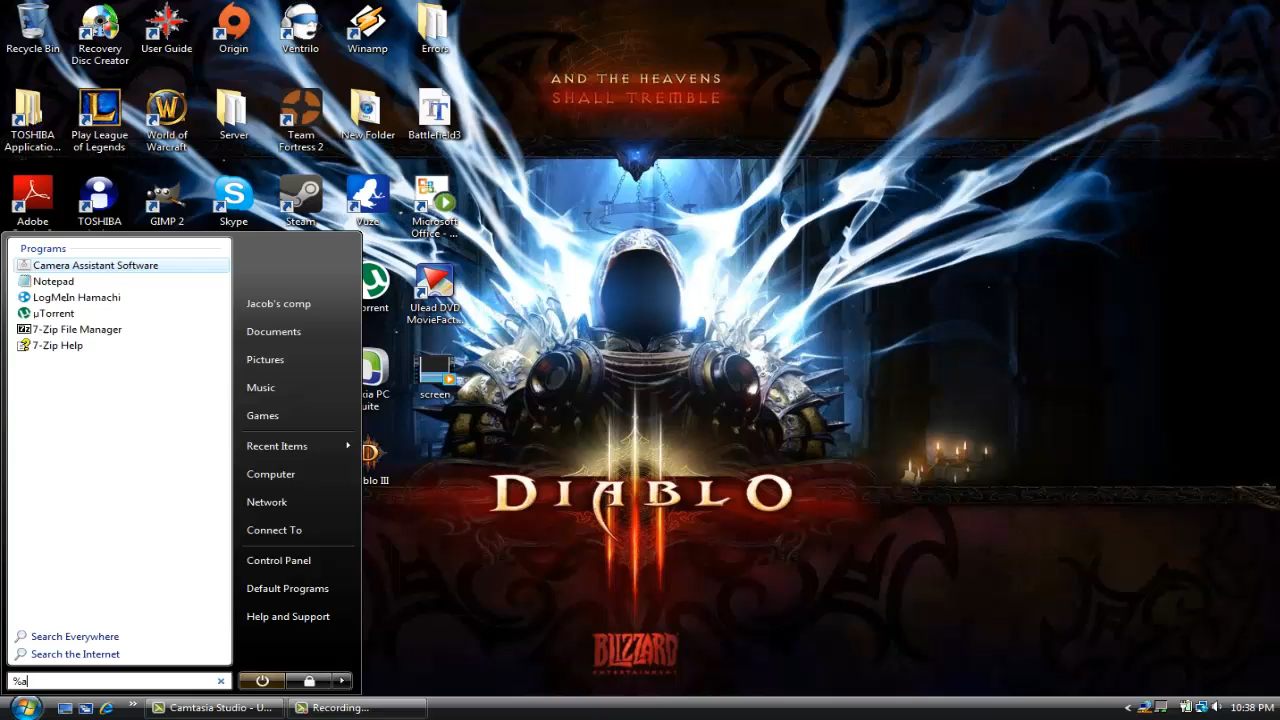 Recycle Bin
Recovery
Disc Creator
User Guide
Origin
Ventrilo
Winamp
Errors
AND THE HEAVENS
SHALL TREMBLE
TOSHIBA
Applicatio...
Play League
of Legends
World of
Warcraft
Server
Team
Fortress 2
New Folder
Battlefield3
Adobe
TOSHIBA
GIMP 2
Skype
Steam
Vuze
Microsoft
Office - ...
Programs
Camera Assistant Software
Notepad
LogMeIn Hamachi
µTorrent
7-Zip File Manager
7-Zip Help
Search Everywhere
Search the Internet
%a
Jacob's comp
Documents
Pictures
Music
Games
Recent Items
Computer
Network
Connect To
Control Panel
Default Programs
Help and Support
orrent
Ulead DVD
MovieFact...
kia PC
uite
screen
blo III
DIABLO
III
BLIZZARD
ENTERTAINMENT
Camtasia Studio - U...
Recording...
10:38 PM